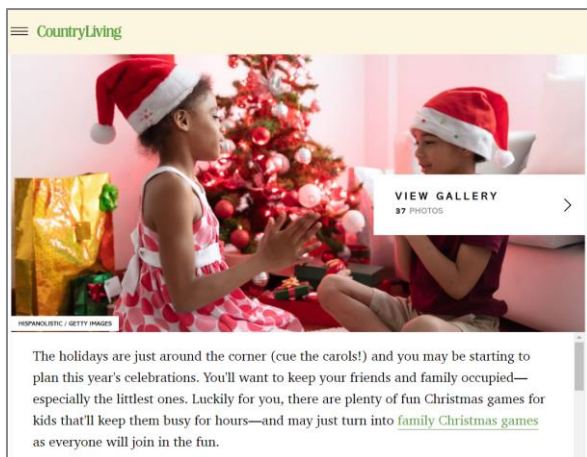 CountryLiving
VIEW GALLERY
37 PHOTOS
HISPANOLISTIC / GETTY IMAGES
The holidays are just around the corner (cue the carols!) and you may be starting to
plan this year's celebrations. You'll want to keep your friends and family occupied—
especially the littlest ones. Luckily for you, there are plenty of fun Christmas games for
kids that'll keep them busy for hours—and may just turn into family Christmas games
as everyone will join in the fun.